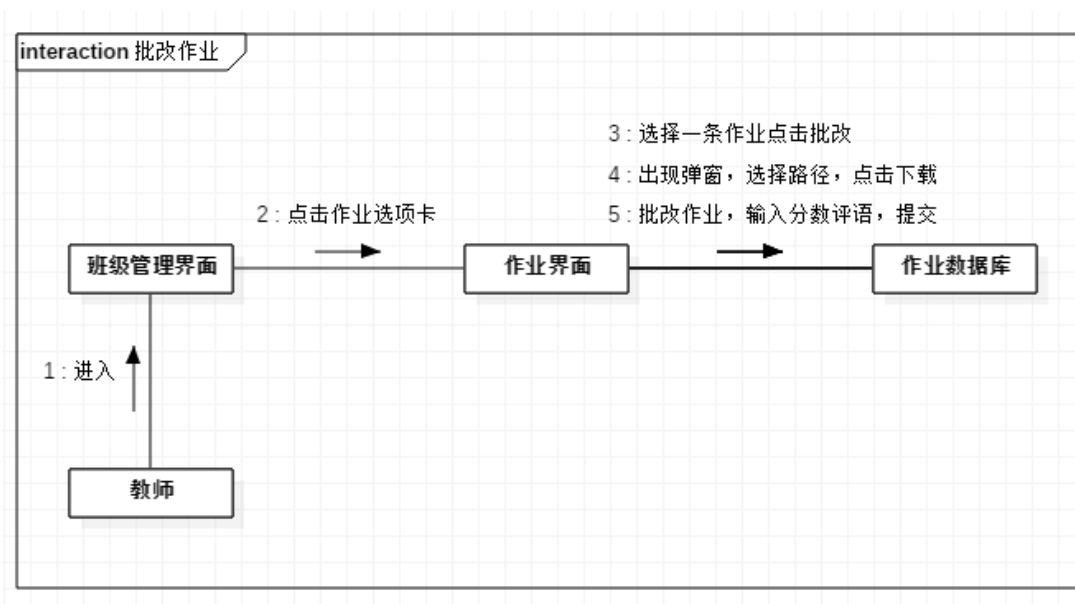 interaction 批改作业
3 : 选择一条作业点击批改
4 : 出现弹窗，选择路径，点击下载
5 : 批改作业，输入分数评语，提交
2 : 点击作业选项卡
班级管理界面
作业界面
作业数据库
1 : 进入
教师